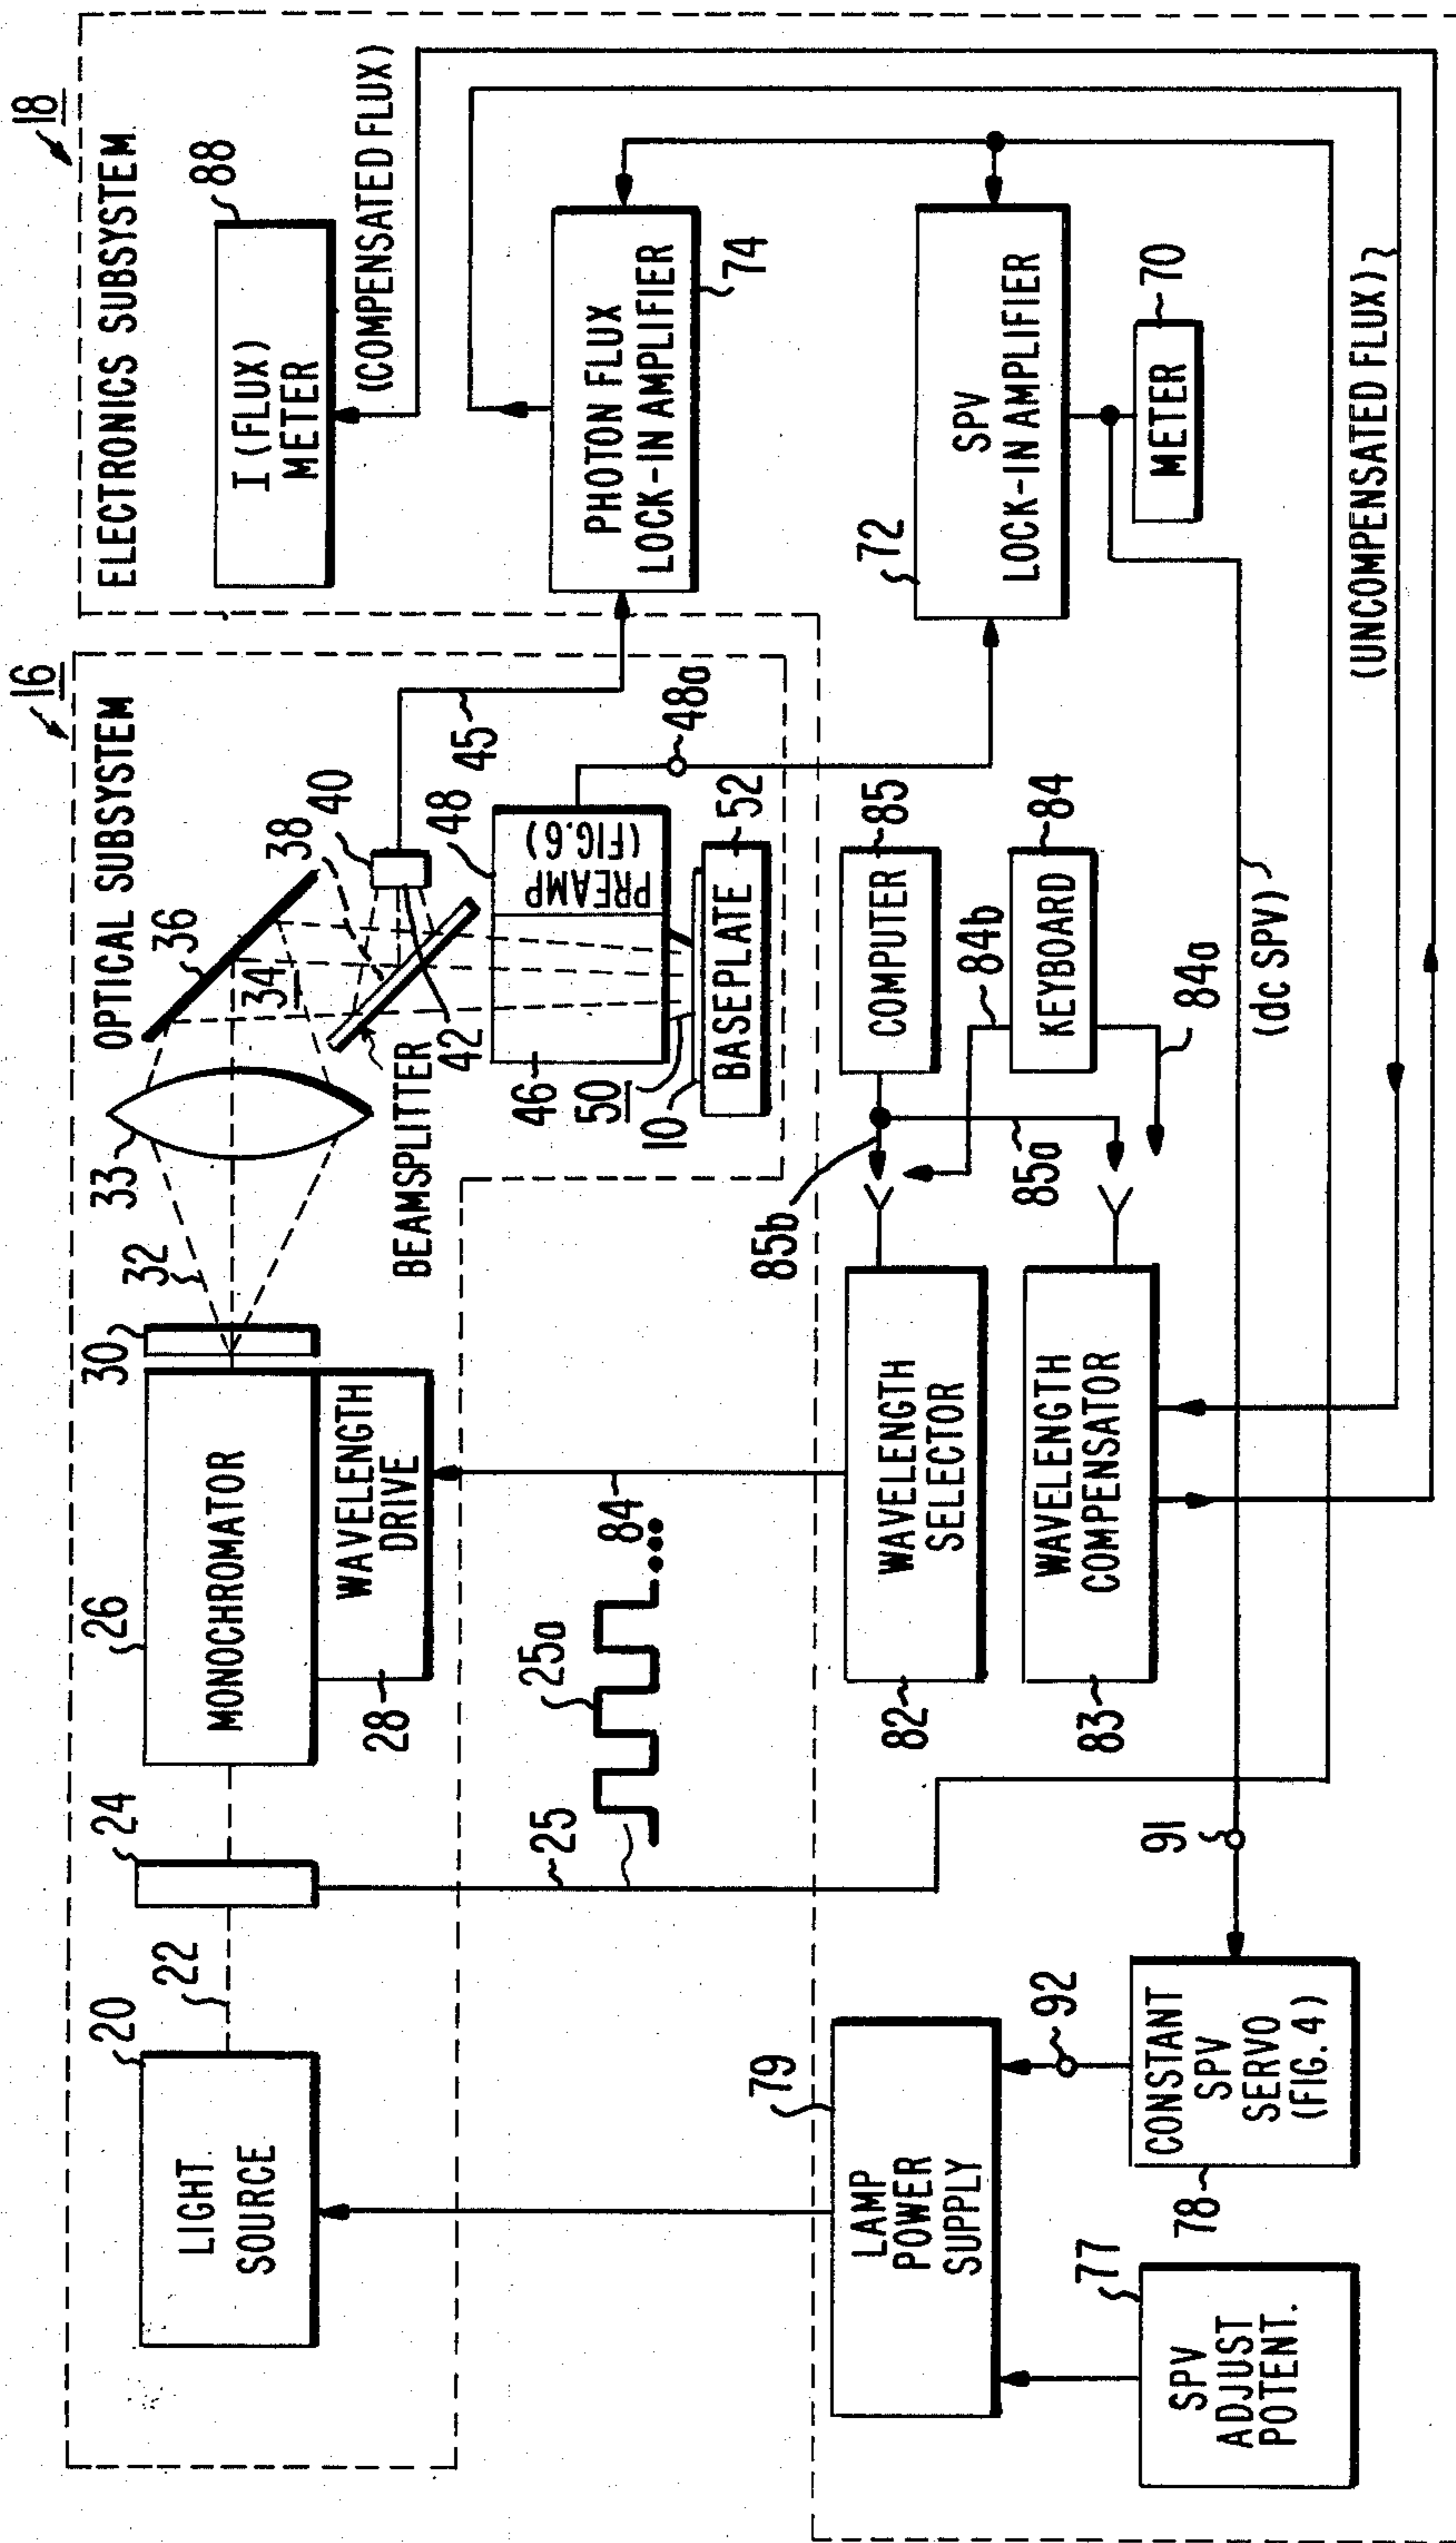 16
OPTICAL SUBSYSTEM
20
LIGHT
SOURCE
22
24
26
MONOCHROMATOR
28
WAVELENGTH
DRIVE
30
32
33
34
36
38
40
42
BEAMSPLITTER
45
46
48
PREAMP
(FIG.6)
48a
50
10
BASEPLATE
52
25
25a
84
18
ELECTRONICS SUBSYSTEM
I (FLUX)
METER
88
(COMPENSATED FLUX)
PHOTON FLUX
LOCK-IN AMPLIFIER
74
72
SPV
LOCK-IN AMPLIFIER
METER
70
(UNCOMPENSATED FLUX)
COMPUTER
85
KEYBOARD
84
84b
84a
85b
85a
(dc SPV)
WAVELENGTH
SELECTOR
82
WAVELENGTH
COMPENSATOR
83
91
79
LAMP
POWER
SUPPLY
92
CONSTANT
SPV
SERVO
(FIG. 4)
78
77
SPV
ADJUST
POTENT.